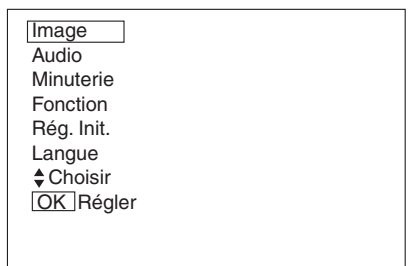 Image
Audio
Minuterie
Fonction
Rég. Init.
Langue
Choisir
OK Régler